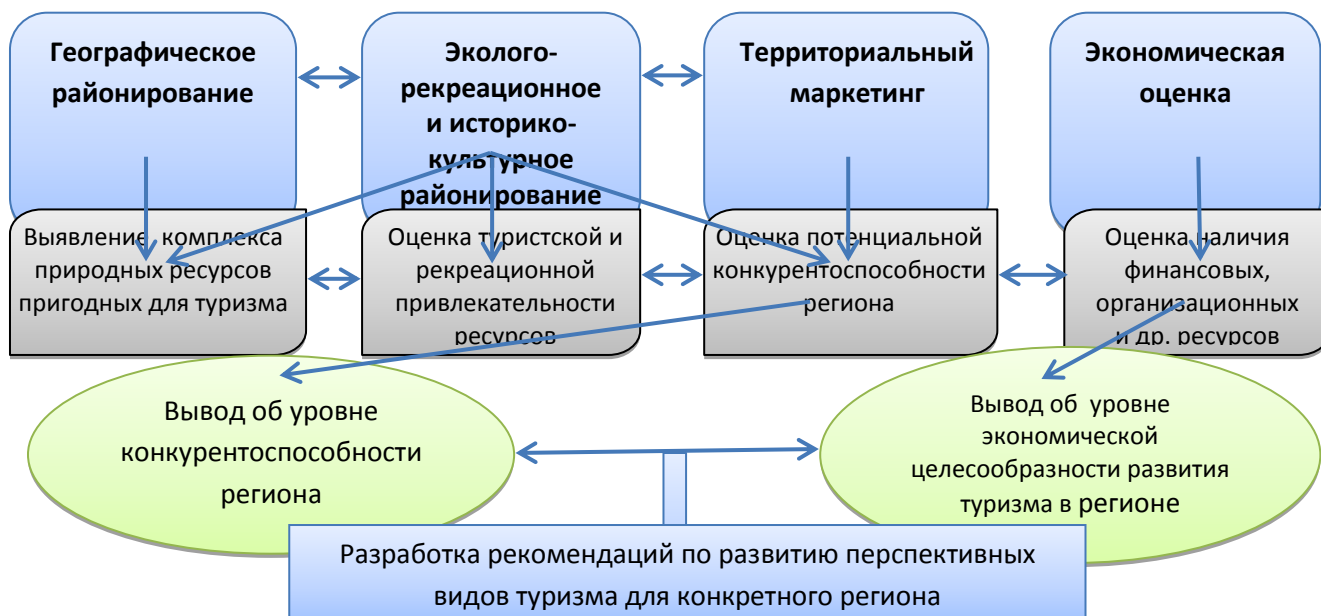 Географическое
районирование
Эколого-
рекреационное
и историко-
культурное
районирование
Территориальный
маркетинг
Экономическая
оценка
Выявление комплекса
природных ресурсов
пригодных для туризма
Оценка туристской и
рекреационной
привлекательности
ресурсов
Оценка потенциальной
конкурентоспособности
региона
Оценка наличия
финансовых,
организационных
и др. ресурсов
Вывод об уровне
конкурентоспособности
региона
Вывод об уровне
экономической
целесообразности развития
туризма в регионе
Разработка рекомендаций по развитию перспективных
видов туризма для конкретного региона